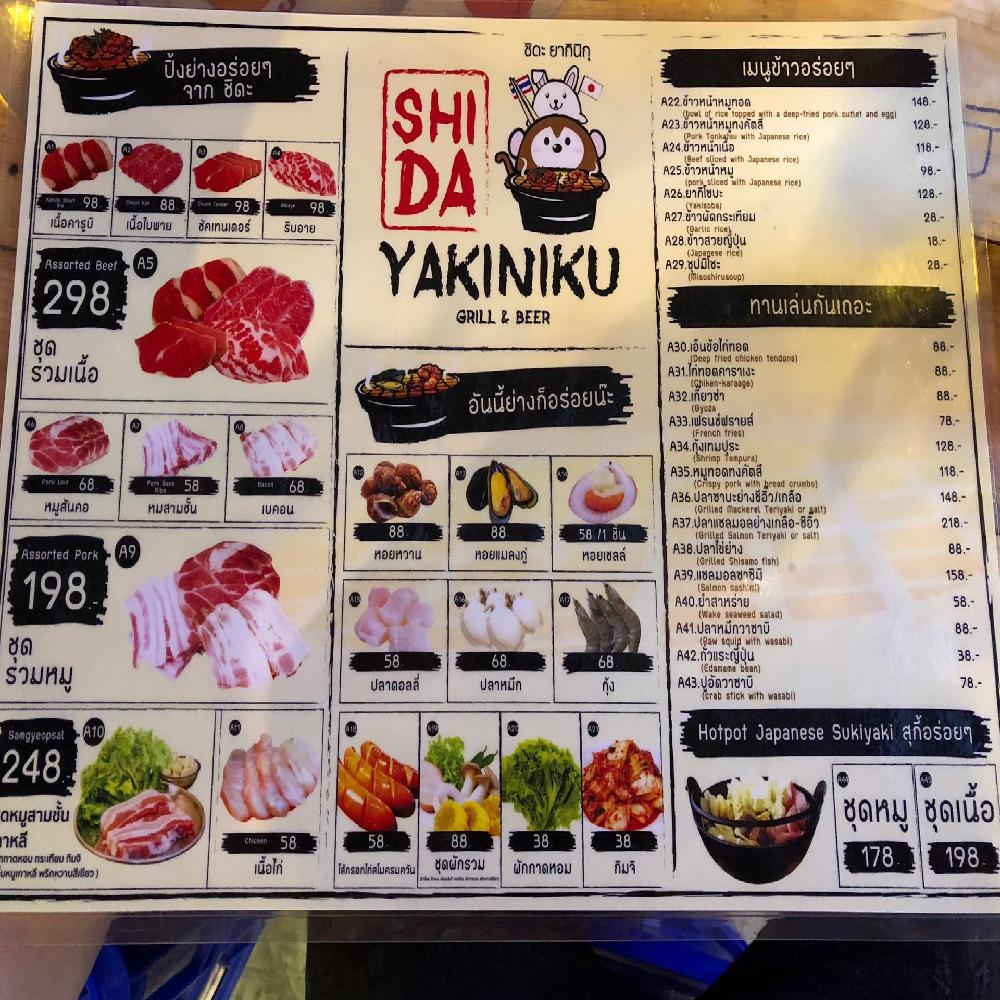 ปิ้งย่างอร่อยๆ
จาก ชิดะ
A1
A2
A3
A4
Karubi Short Rib 98
Chuck Eye 88
Chuck Tender 98
Ribeye 98
เนื้อคารูบิ
เนื้อใบพาย
ชัคเทนเดอร์
ริบอาย
Assorted Beef A5
298
ชุด
รวมเนื้อ
A6
A7
A8
Pork Loin 68
Pork Back Ribs 58
Bacon 68
หมูสันคอ
หมสามชั้น
เบคอน
Assorted Pork A9
198
ชุด
รวมหมู
Samgyeopsal A10
248
ดหมูสามชั้น
าหลี
กกาดหอม กระเทียม กิมจิ
มหมูเกาหลี พริกหวานสีเขียว )
A11
Chicken 58
เนื้อไก่
ชิดะ ยากินิกุ
SHI
DA
YAKINIKU
GRILL & BEER
อันนี้ย่างก็อร่อยน๊ะ
A12
A13
A14
88
88
58 /1 ชิ้น
หอยหวาน
หอยแมลงภู่
หอยเชลล์
A15
A16
A17
58
68
68
ปลาดอลลี่
ปลาหมึก
กุ้ง
A18
A19
A20
A21
58
88
38
38
ไส้กรอกไก่สโมครมควัน
ชุดผักรวม
ผักกาดหอม
กิมจิ
เมนูข้าวอร่อยๆ
A22.ข้าวหน้าหมูทอด 148.-
(bowl of rice topped with a deep-fried pork cutlet and egg)
A23.ข้าวหน้าหมูทงคัตสึ 128.-
(Pork Tonkatsu with Japanese rice)
A24.ข้าวหน้าเนื้อ 118.-
(Beef sliced with Japanese rice)
A25.ข้าวหน้าหมู 98.-
(pork sliced with Japanese rice)
A26.ยากิโซบะ 128.-
(Yakisoba)
A27.ข้าวผัดกระเทียม 28.-
(Garlic rice)
A28.ข้าวสวยญี่ปุ่น 18.-
(Japanese rice)
A29.ซุปมิโซะ 28.-
(Misoshirusoup)
ทานเล่นกันเถอะ
A30.เอ็นข้อไก่ทอด 88.-
(Deep fried chicken tendons)
A31.ไก่ทอดคาราเงะ 88.-
(Chiken-karaage)
A32.เกี๊ยวซ่า 88.-
(Gyoza)
A33.เฟรนช์ฟรายส์ 78.-
(French fries)
A34.กุ้งเทมปุระ 128.-
(Shrimp Tempura)
A35.หมูทอดทงคัตสึ 118.-
(Crispy pork with bread crumbs)
A36.ปลาซาบะย่างซีอิ๊ว/เกลือ 148.-
(Grilled Mackerel Teriyaki or salt)
A37.ปลาแซลมอลย่างเกลือ-ซีอิ้ว 218.-
(Grilled Salmon Teriyaki or salt)
A38.ปลาไข่ย่าง 88.-
(Grilled Shisamo fish)
A39.แซลมอลซาซิมิ 158.-
(Salmon sashimi)
A40.ยำสาหร่าย 58.-
(Wake seaweed salad)
A41.ปลาหมึกวาซาบิ 88.-
(Raw squid with wasabi)
A42.ถั่วแระญี่ปุ่น 38.-
(Edaname bean)
A43.ปูอัดวาซาบิ 78.-
(crab stick with wasabi)
Hotpot Japanese Sukiyaki สุกี้อร่อยๆ
A44
A45
ชุดหมู
ชุดเนื้อ
178
198